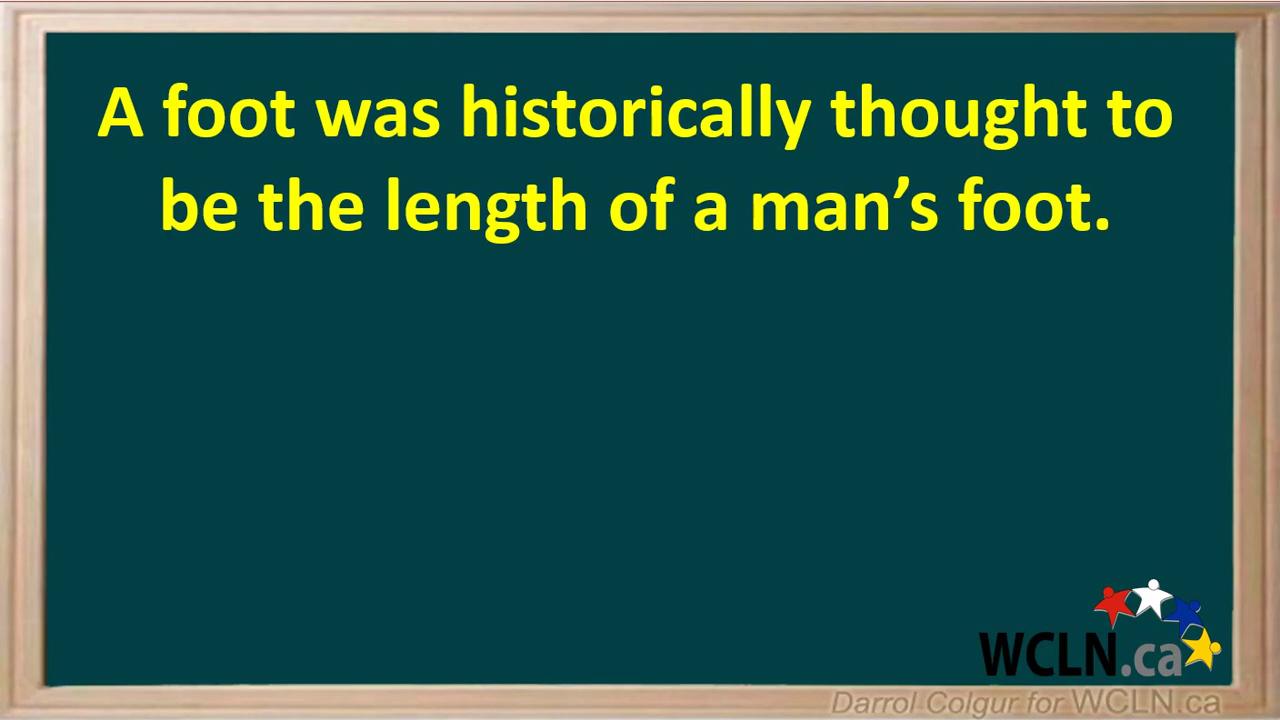 A foot was historically thought to
be the length of a man’s foot.
WCLN.ca
Darrol Colgur for WCLN.ca